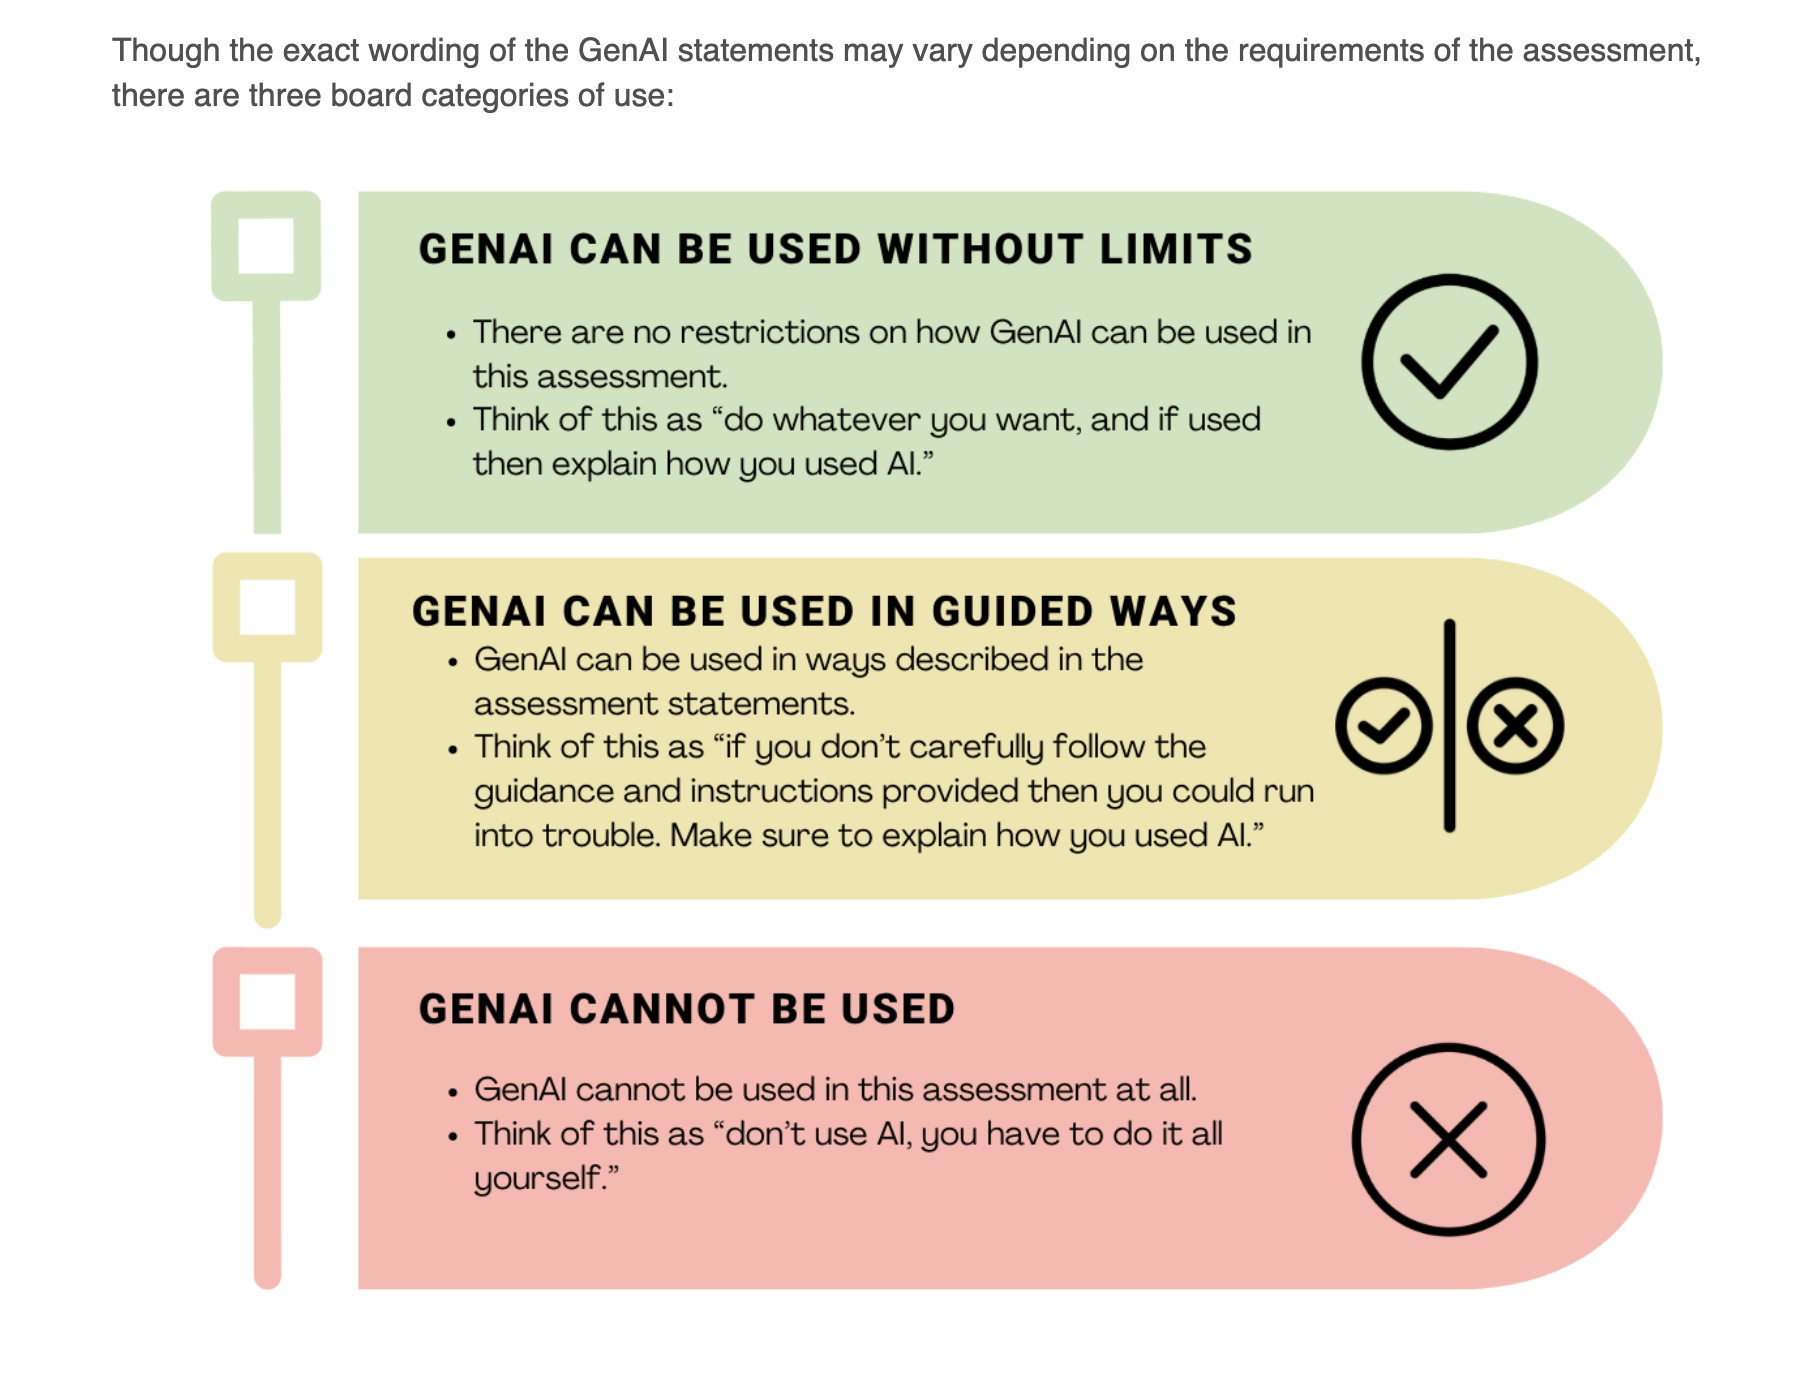 Though the exact wording of the GenAI statements may vary depending on the requirements of the assessment,
there are three board categories of use:
GENAI CAN BE USED WITHOUT LIMITS
• There are no restrictions on how GenAI can be used in
this assessment.
• Think of this as “do whatever you want, and if used
then explain how you used AI.”
GENAI CAN BE USED IN GUIDED WAYS
• GenAI can be used in ways described in the
assessment statements.
• Think of this as “if you don’t carefully follow the
guidance and instructions provided then you could run
into trouble. Make sure to explain how you used AI.”
GENAI CANNOT BE USED
• GenAI cannot be used in this assessment at all.
• Think of this as “don’t use AI, you have to do it all
yourself.”